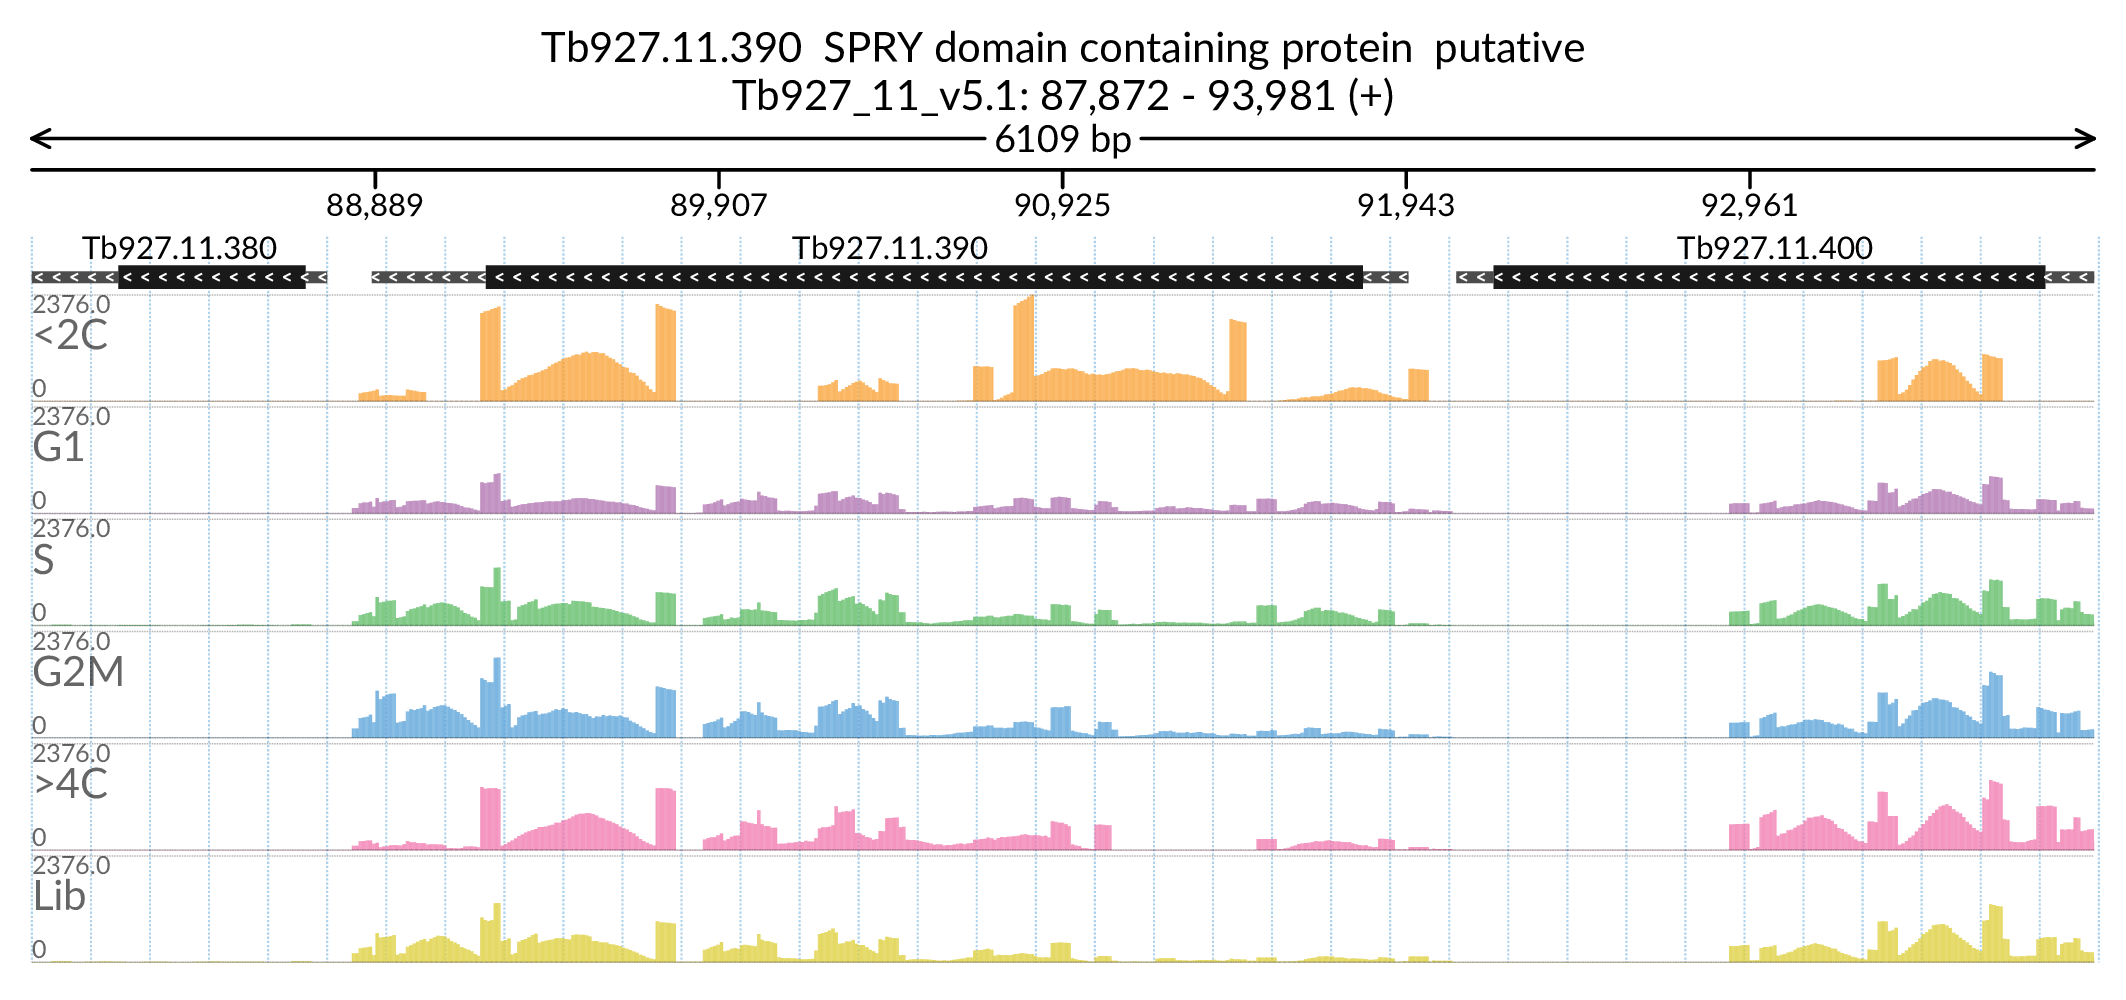 Tb927.11.390  SPRY domain containing protein  putative
Tb927_11_v5.1: 87,872 - 93,981 (+)
6109 bp
88,889 89,907 90,925 91,943 92,961
Tb927.11.380 Tb927.11.390 Tb927.11.400
2376.0
<2C
0
2376.0
G1
0
2376.0
S
0
2376.0
G2M
0
2376.0
>4C
0
2376.0
Lib
0